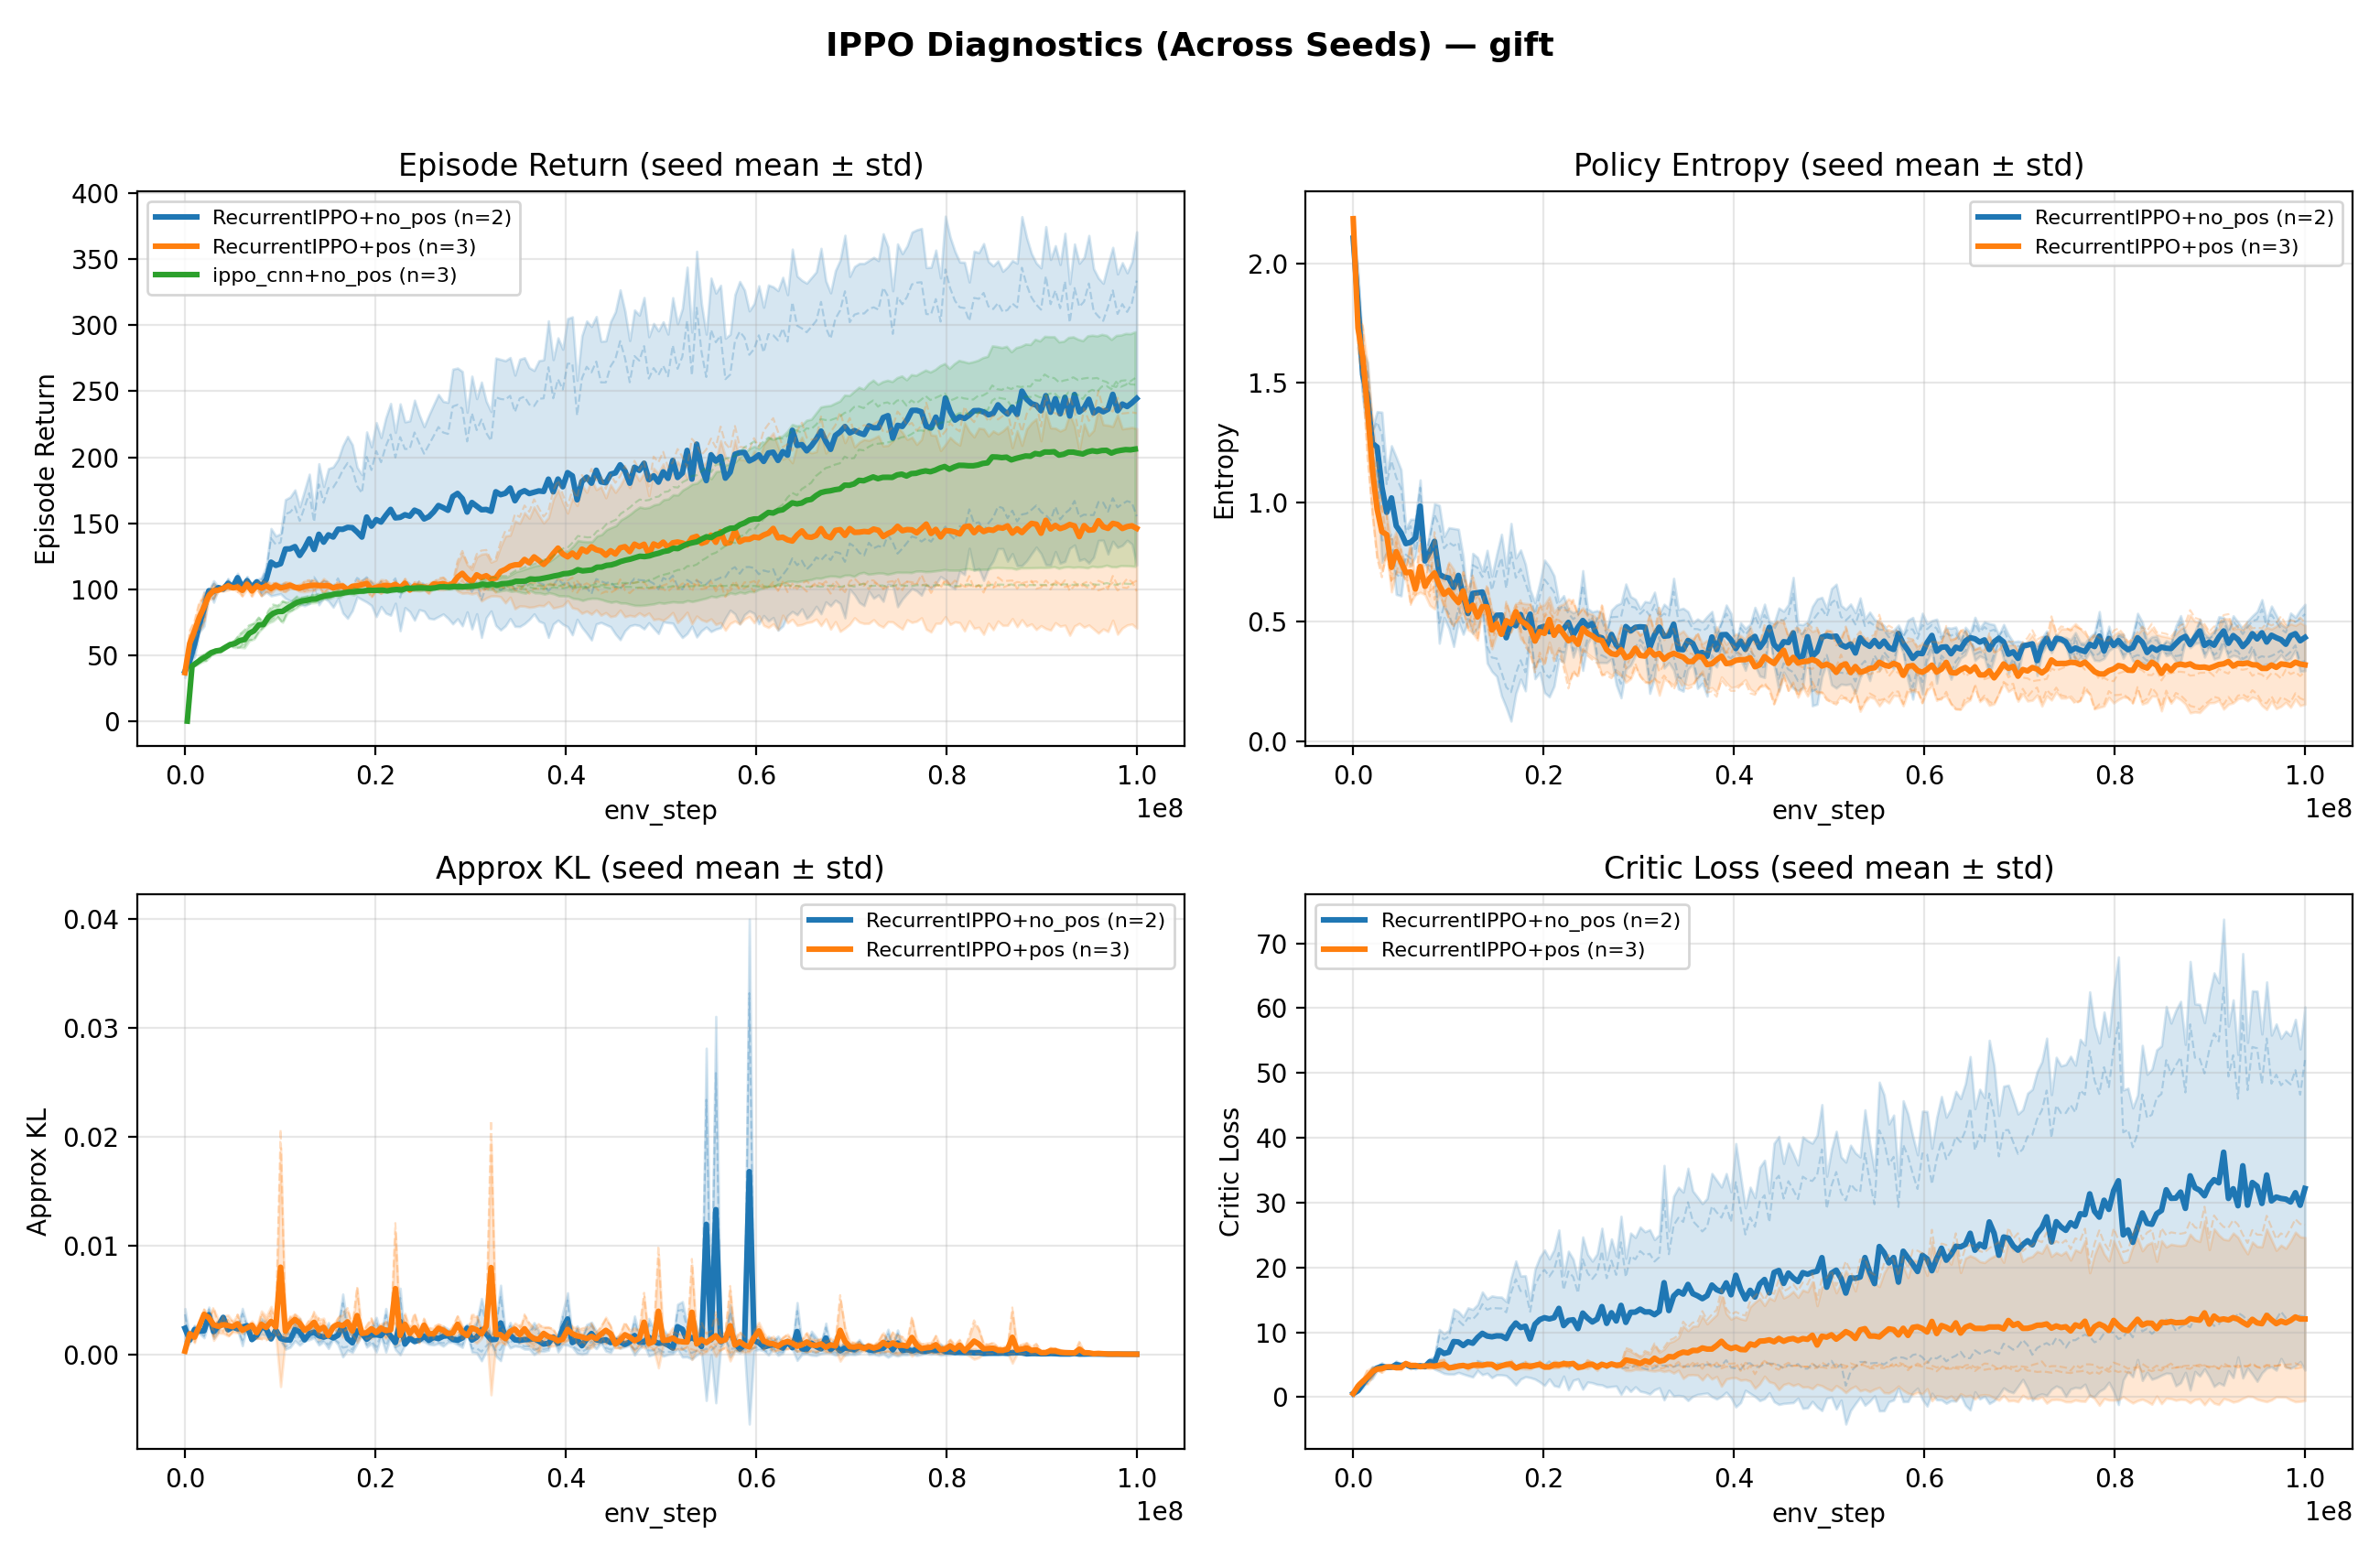 IPPO Diagnostics (Across Seeds) — gift
Episode Return (seed mean ± std)
Episode Return
400
350
300
250
200
150
100
50
0
RecurrentIPPO+no_pos (n=2)
RecurrentIPPO+pos (n=3)
ippo_cnn+no_pos (n=3)
0.0 0.2 0.4 0.6 0.8 1.0
1e8
env_step
Policy Entropy (seed mean ± std)
Entropy
2.0
1.5
1.0
0.5
0.0
RecurrentIPPO+no_pos (n=2)
RecurrentIPPO+pos (n=3)
0.0 0.2 0.4 0.6 0.8 1.0
1e8
env_step
Approx KL (seed mean ± std)
Approx KL
0.04
0.03
0.02
0.01
0.00
RecurrentIPPO+no_pos (n=2)
RecurrentIPPO+pos (n=3)
0.0 0.2 0.4 0.6 0.8 1.0
1e8
env_step
Critic Loss (seed mean ± std)
Critic Loss
70
60
50
40
30
20
10
0
RecurrentIPPO+no_pos (n=2)
RecurrentIPPO+pos (n=3)
0.0 0.2 0.4 0.6 0.8 1.0
1e8
env_step